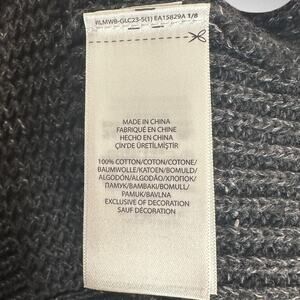 RLMWB-GLC23-S(1) EA15829A 1/8
MADE IN CHINA
FABRIQUÉ EN CHINE
HECHO EN CHINA
ÇİN'DE ÜRETİLMİŞTİR
100% COTTON/COTON/COTONE/
BAUMWOLLE/KATOEN/BOMULD/
ALGODÓN/ALGODÃO/ХЛОПОК/
ПАМУК/BAMBAKI/BOMULL/
PAMUK/BAVLNA
EXCLUSIVE OF DECORATION
SAUF DÉCORATION